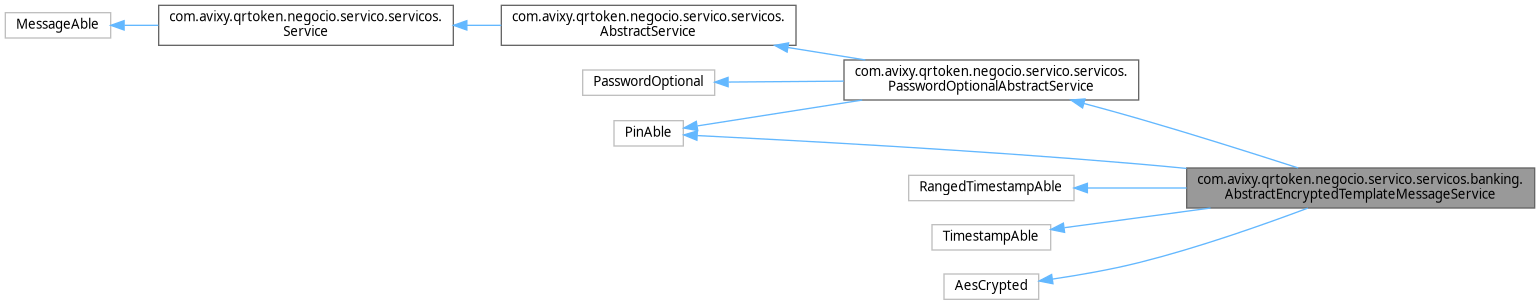 MessageAble
com.avixy.qrtoken.negocio.servico.servicos.
Service
com.avixy.qrtoken.negocio.servico.servicos.
AbstractService
com.avixy.qrtoken.negocio.servico.servicos.
PasswordOptionalAbstractService
PasswordOptional
PinAble
com.avixy.qrtoken.negocio.servico.servicos.banking.
AbstractEncryptedTemplateMessageService
RangedTimestampAble
TimestampAble
AesCrypted